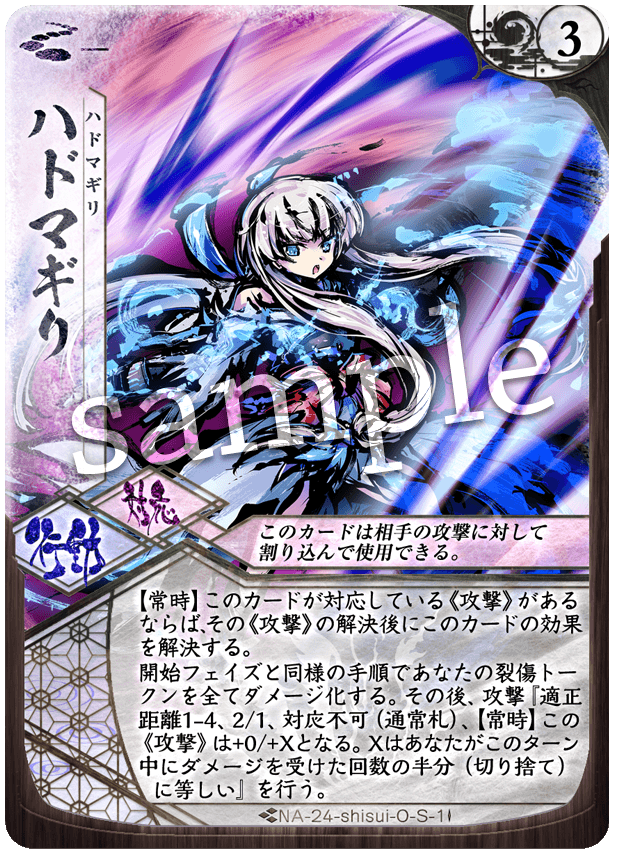 3
ハドマギリ
ハドマギリ
sample
対応
行動
このカードは相手の攻撃に対して
割り込んで使用できる。
【常時】このカードが対応している《攻撃》がある
ならば、その《攻撃》の解決後にこのカードの効果
を解決する。
開始フェイズと同様の手順であなたの裂傷トー
クンを全てダメージ化する。その後、攻撃『適正
距離1-4、2/1、対応不可（通常札）、【常時】この
《攻撃》は+0/+Xとなる。Xはあなたがこのターン
中にダメージを受けた回数の半分（切り捨て）
に等しい』を行う。
NA-24-shisui-O-S-1